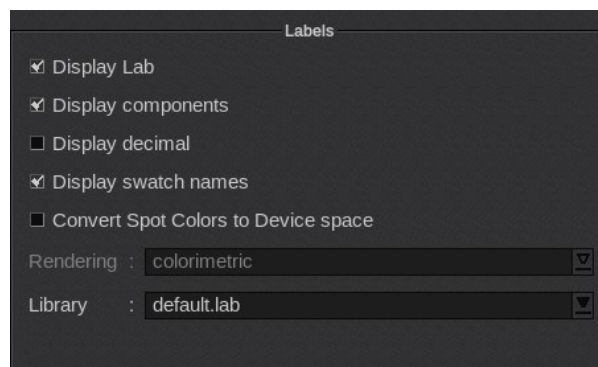 Labels
Display Lab
Display components
Display decimal
Display swatch names
Convert Spot Colors to Device space
Rendering : colorimetric
Library : default.lab